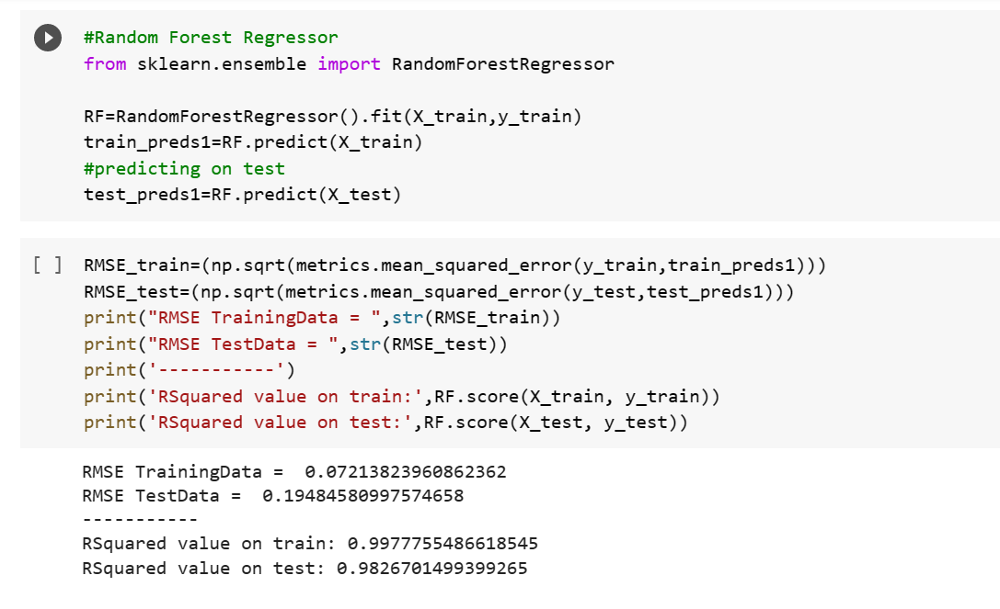 #Random Forest Regressor
from sklearn.ensemble import RandomForestRegressor
RF=RandomForestRegressor().fit(X_train,y_train)
train_preds1=RF.predict(X_train)
#predicting on test
test_preds1=RF.predict(X_test)
[ ] RMSE_train=(np.sqrt(metrics.mean_squared_error(y_train,train_preds1)))
RMSE_test=(np.sqrt(metrics.mean_squared_error(y_test,test_preds1)))
print("RMSE TrainingData = ",str(RMSE_train))
print("RMSE TestData = ",str(RMSE_test))
print('-----------')
print('RSquared value on train:',RF.score(X_train, y_train))
print('RSquared value on test:',RF.score(X_test, y_test))
RMSE TrainingData =  0.07213823960862362
RMSE TestData =  0.19484580997574658
-----------
RSquared value on train: 0.9977755486618545
RSquared value on test: 0.9826701499399265